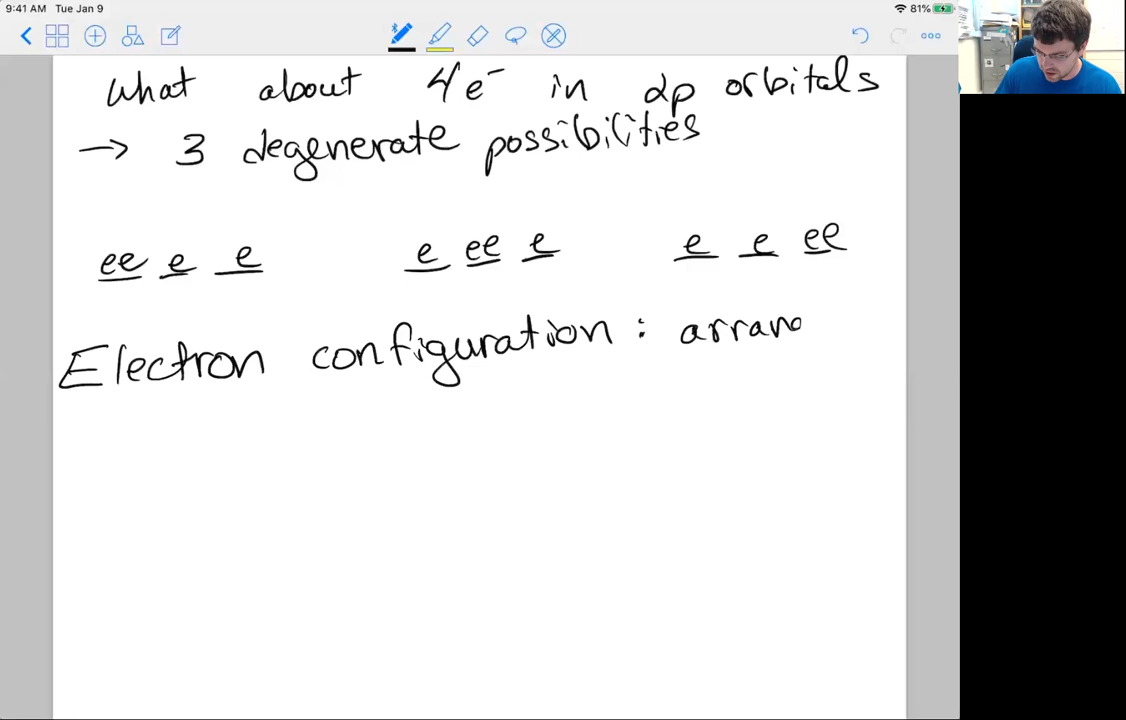 9:41 AM Tue Jan 9
81%
What about 4e⁻ in 2p orbitals
→ 3 degenerate possibilities
ee e e   e ee e   e e ee
Electron configuration : arrang